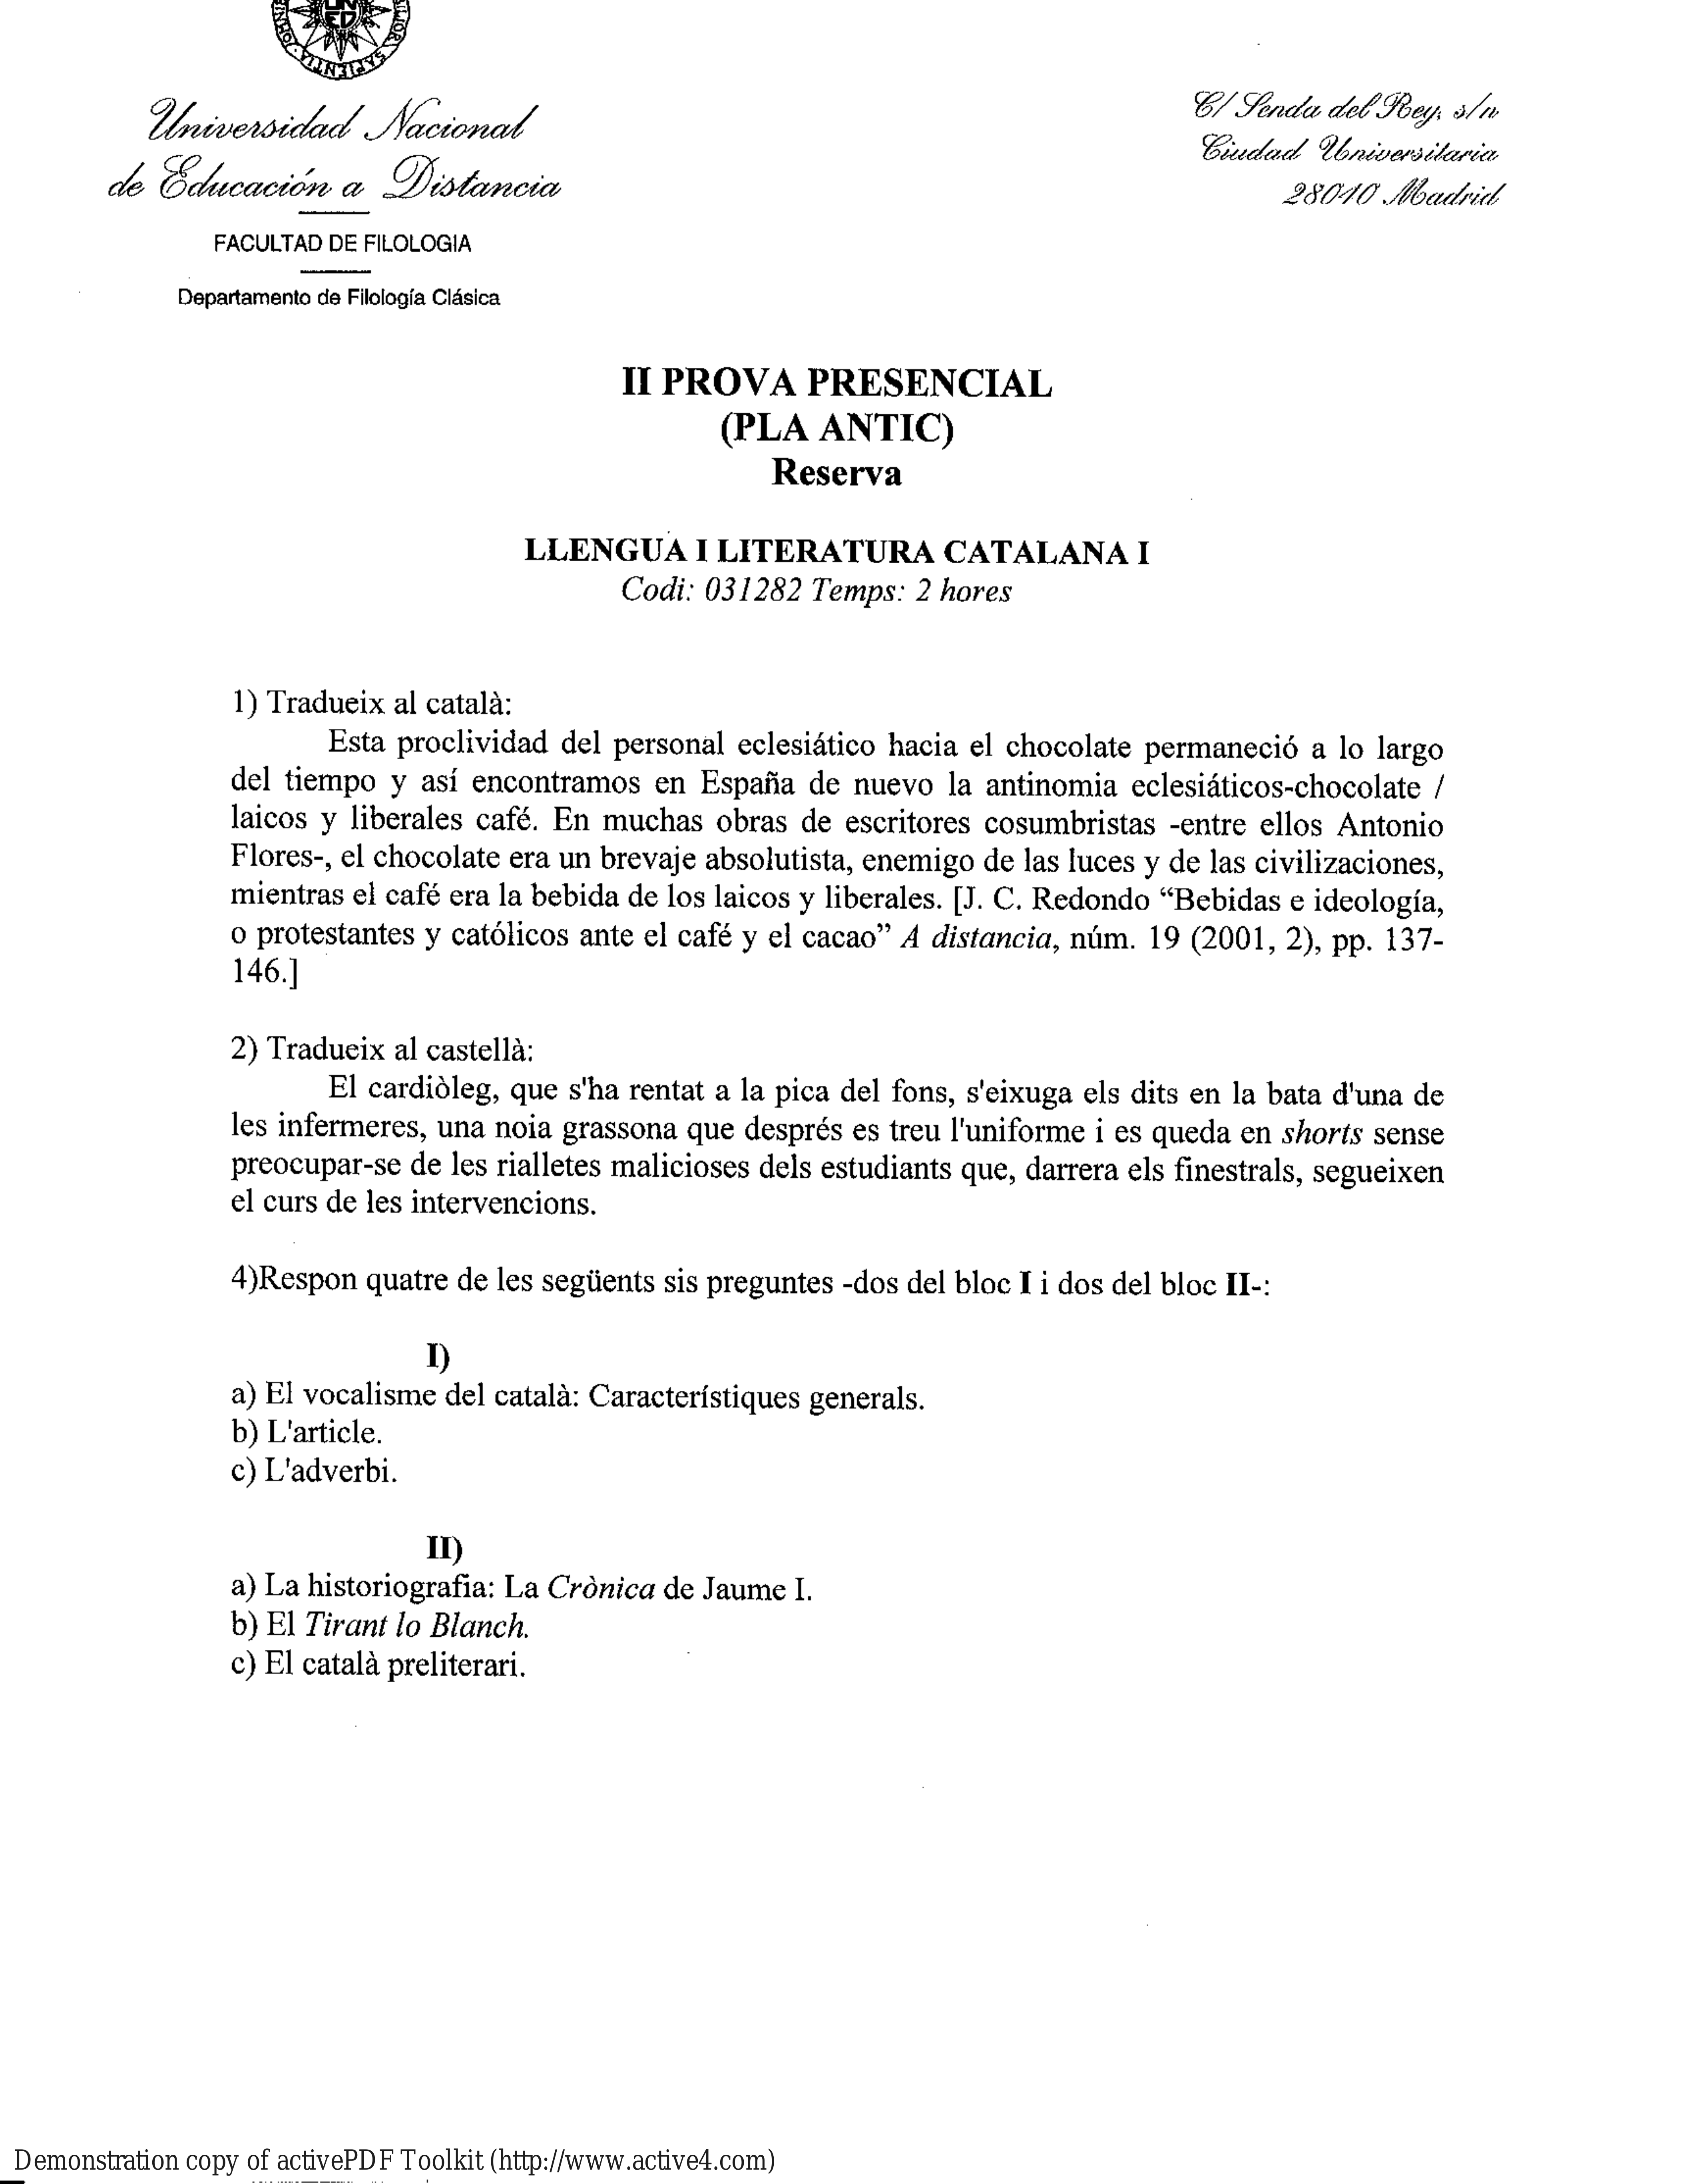 UNED
SAPIENTIA
Universidad Nacional
de Educación a Distancia
C/ Senda del Rey, s/n
Ciudad Universitaria
28040 Madrid
FACULTAD DE FILOLOGIA
Departamento de Filología Clásica
II PROVA PRESENCIAL
(PLA ANTIC)
Reserva
LLENGUA I LITERATURA CATALANA I
Codi: 031282 Temps: 2 hores
1) Tradueix al català:
Esta proclividad del personal eclesiático hacia el chocolate permaneció a lo largo
del tiempo y así encontramos en España de nuevo la antinomia eclesiáticos-chocolate /
laicos y liberales café. En muchas obras de escritores cosumbristas -entre ellos Antonio
Flores-, el chocolate era un brevaje absolutista, enemigo de las luces y de las civilizaciones,
mientras el café era la bebida de los laicos y liberales. [J. C. Redondo “Bebidas e ideología,
o protestantes y católicos ante el café y el cacao” A distancia, núm. 19 (2001, 2), pp. 137-
146.]
2) Tradueix al castellà:
El cardiòleg, que s'ha rentat a la pica del fons, s'eixuga els dits en la bata d'una de
les infermeres, una noia grassona que després es treu l'uniforme i es queda en shorts sense
preocupar-se de les rialletes malicioses dels estudiants que, darrera els finestrals, segueixen
el curs de les intervencions.
4)Respon quatre de les següents sis preguntes -dos del bloc I i dos del bloc II-:
I)
a) El vocalisme del català: Característiques generals.
b) L'article.
c) L'adverbi.
II)
a) La historiografia: La Crònica de Jaume I.
b) El Tirant lo Blanch.
c) El català preliterari.
Demonstration copy of activePDF Toolkit (http://www.active4.com)